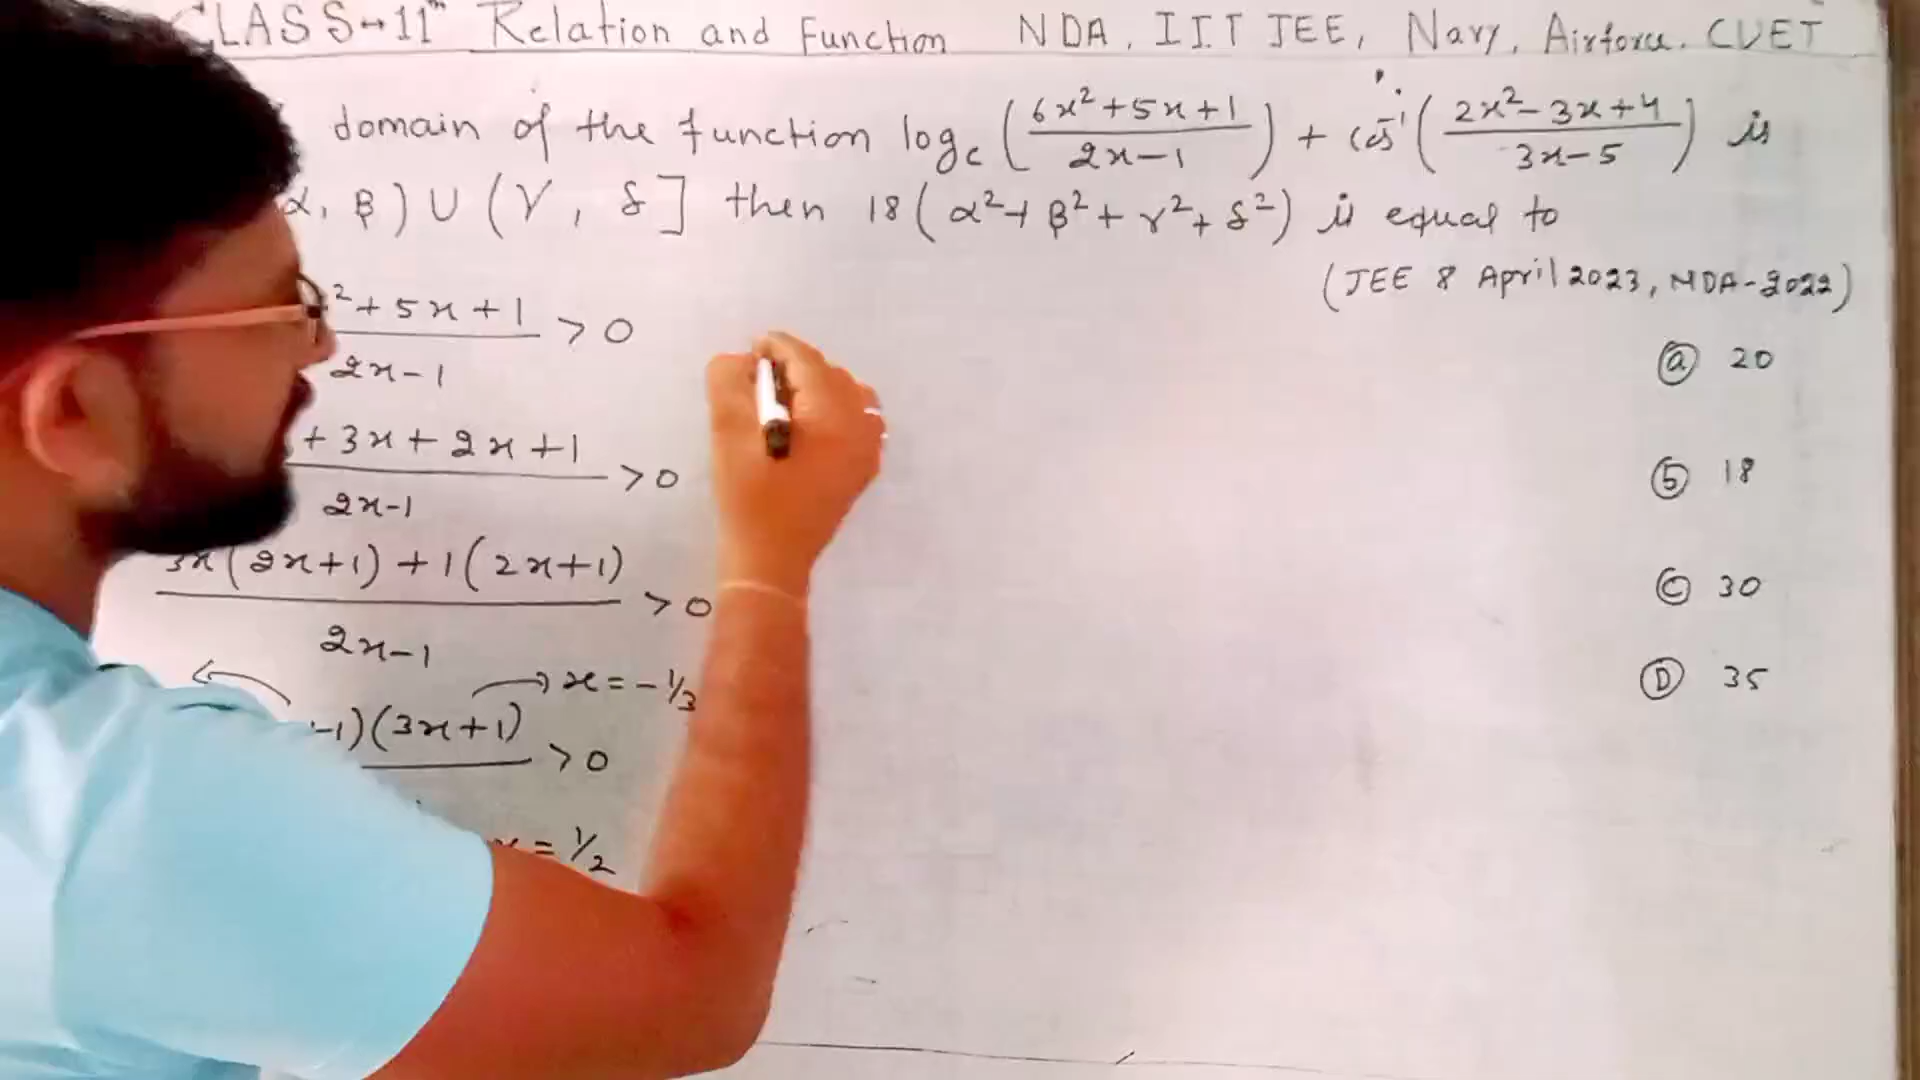 CLASS→11th Relation and Function NDA, IIT JEE, Navy, Airforce, CUET
domain of the function loge (6x²+5x+1 / 2x-1) + cos⁻¹ (2x²-3x+4 / 3x-5) is
α, β) ∪ (γ, δ] then 18 (α²+β²+γ²+δ²) is equal to
(JEE 8 April 2023, NDA-2022)
²+5x+1 / 2x-1 > 0
(a) 20
+3x+2x+1 / 2x-1 > 0
(b) 18
3x(2x+1)+1(2x+1) / 2x-1 > 0
(c) 30
→ x = -1/3
(D) 35
1)(3x+1) > 0
x = 1/2